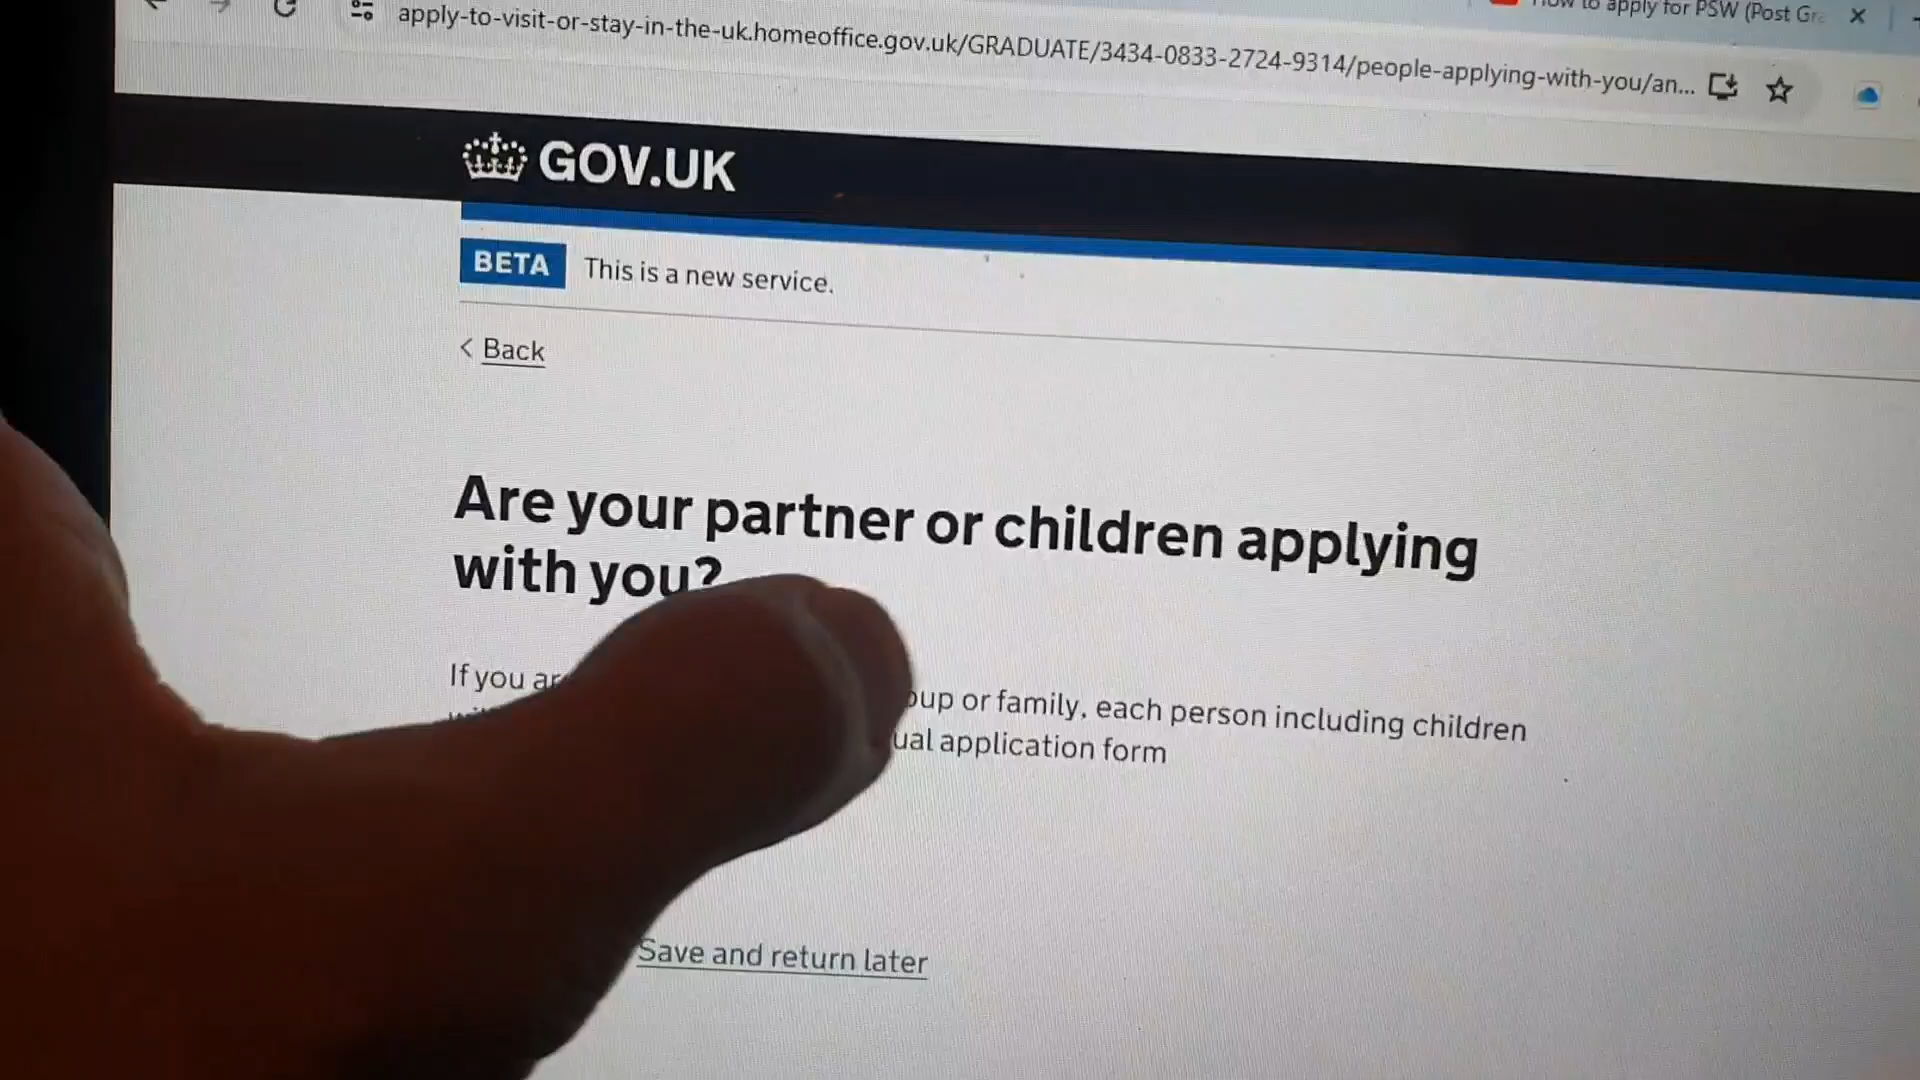 How to apply for PSW (Post Gra
apply-to-visit-or-stay-in-the-uk.homeoffice.gov.uk/GRADUATE/3434-0833-2724-9314/people-applying-with-you/an...
GOV.UK
BETA This is a new service.
< Back
Are your partner or children applying
with you?
If you ar oup or family, each person including children
ual application form
Save and return later